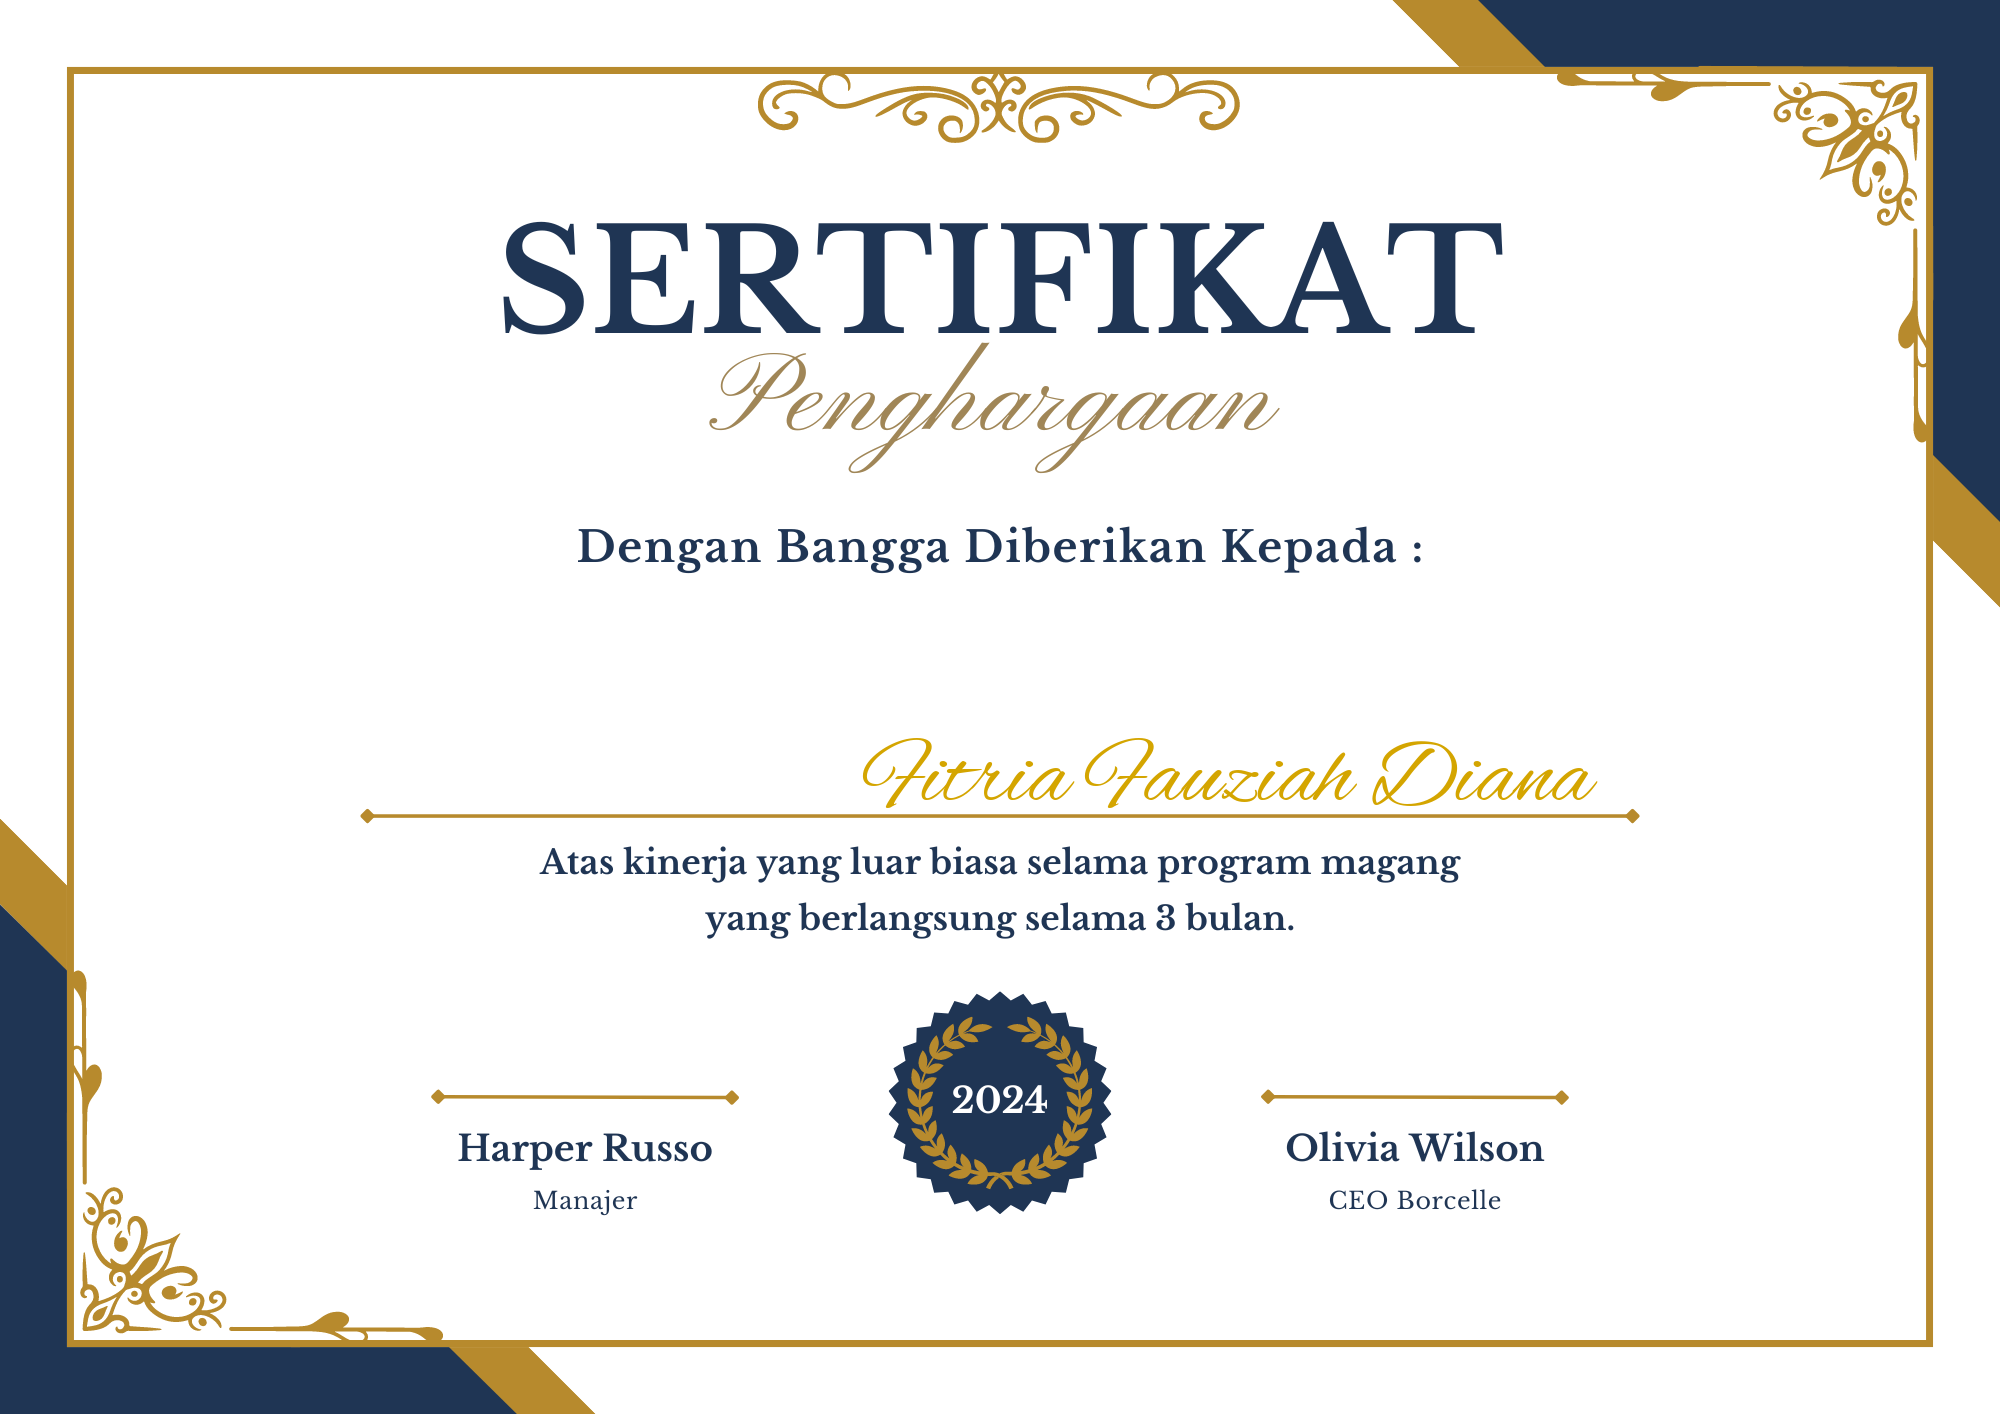 SERTIFIKAT
Penghargaan
Dengan Bangga Diberikan Kepada :
Fitria Fauziah Diana
Atas kinerja yang luar biasa selama program magang
yang berlangsung selama 3 bulan.
2024
Harper Russo
Manajer
Olivia Wilson
CEO Borcelle